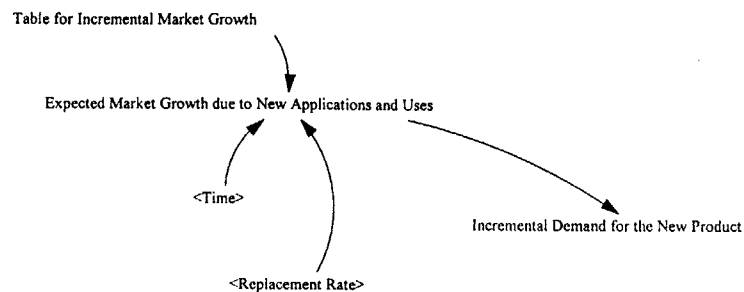 Table for Incremental Market Growth
Expected Market Growth due to New Applications and Uses
<Time>
Incremental Demand for the New Product
<Replacement Rate>